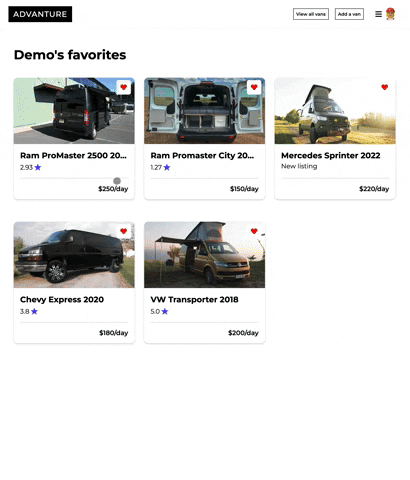 ADVANTURE
View all vans
Add a van
Demo's favorites
Ram ProMaster 2500 20...
2.93
$250/day
Ram Promaster City 20...
1.27
$150/day
Mercedes Sprinter 2022
New listing
$220/day
Chevy Express 2020
3.8
$180/day
VW Transporter 2018
5.0
$200/day